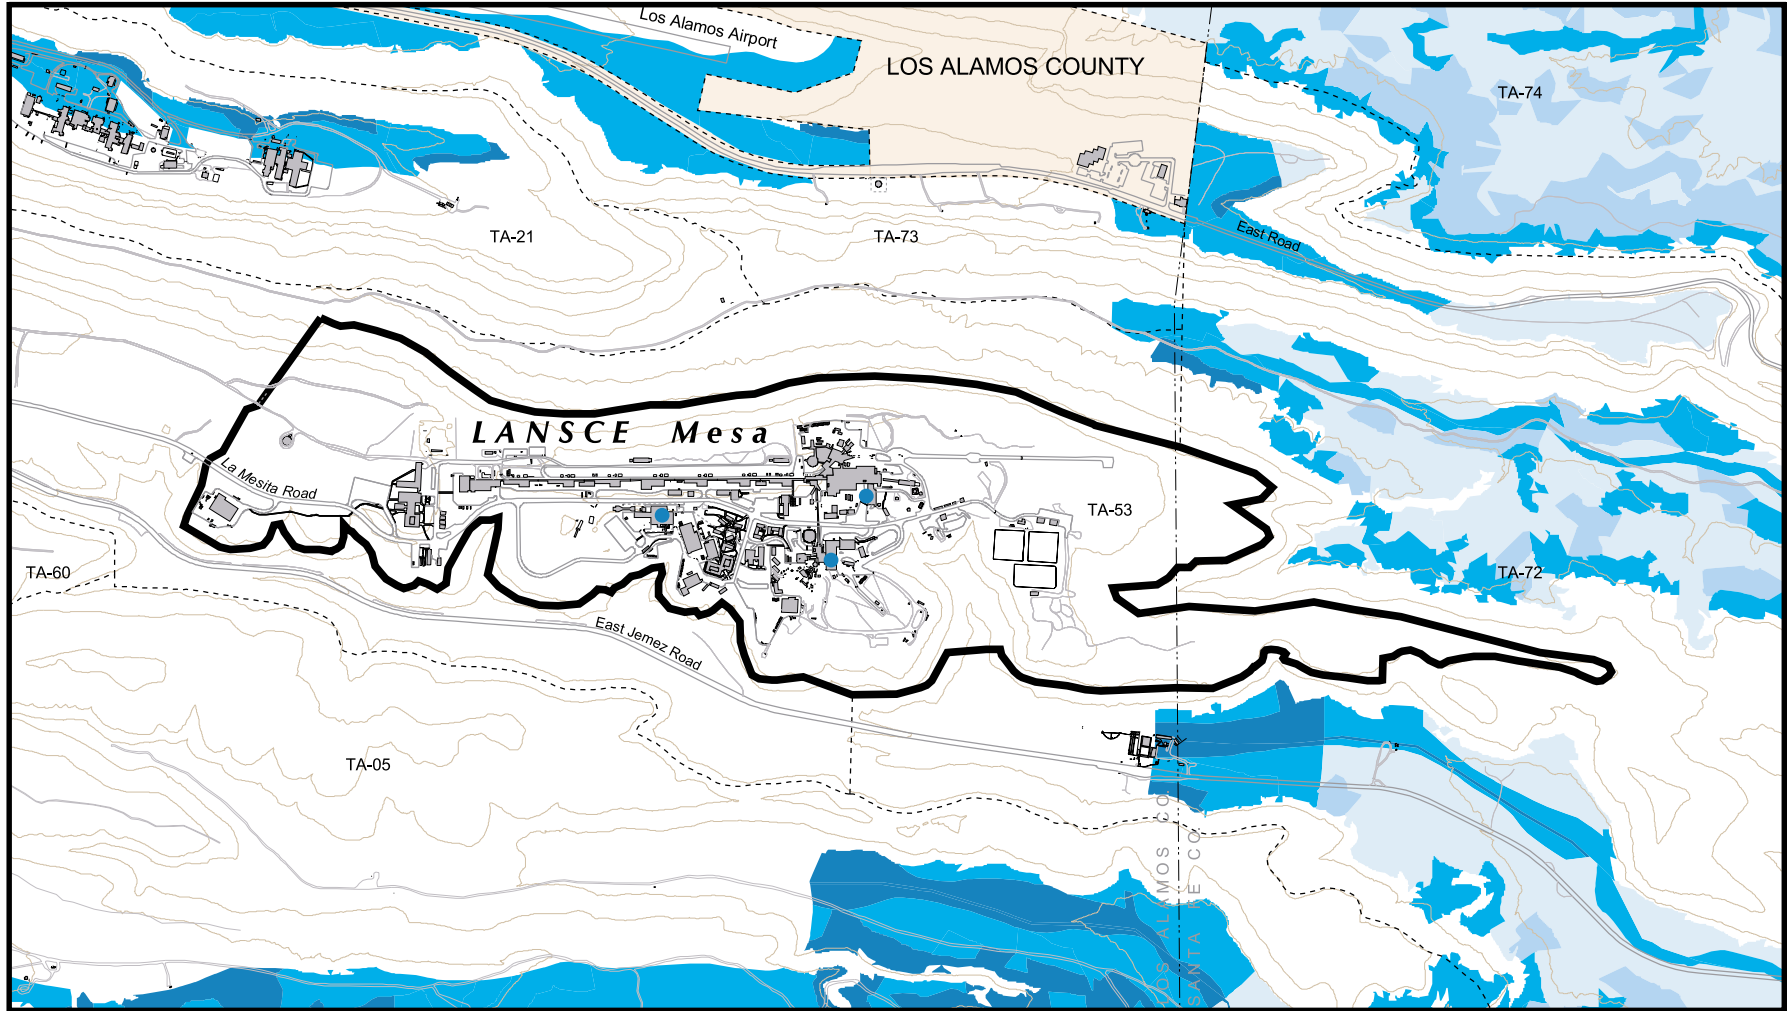 Los Alamos Airport
LOS ALAMOS COUNTY
TA-74
TA-21
TA-73
East Road
LANSCE Mesa
La Mesita Road
TA-53
TA-60
TA-72
East Jemez Road
TA-05
LOS ALAMOS CO.
SANTA FE CO.